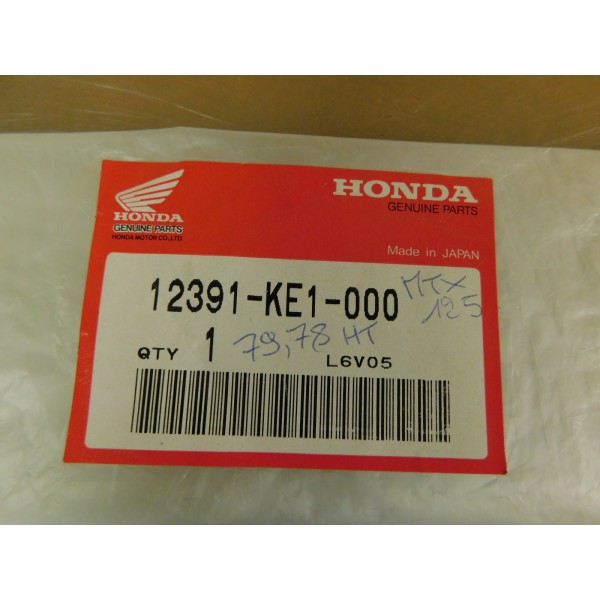 HONDA
GENUINE PARTS
HONDA MOTOR CO.,LTD.
HONDA
GENUINE PARTS
Made in JAPAN
12391-KE1-000
MTX
125
QTY 1
79,78 HT
L6V05